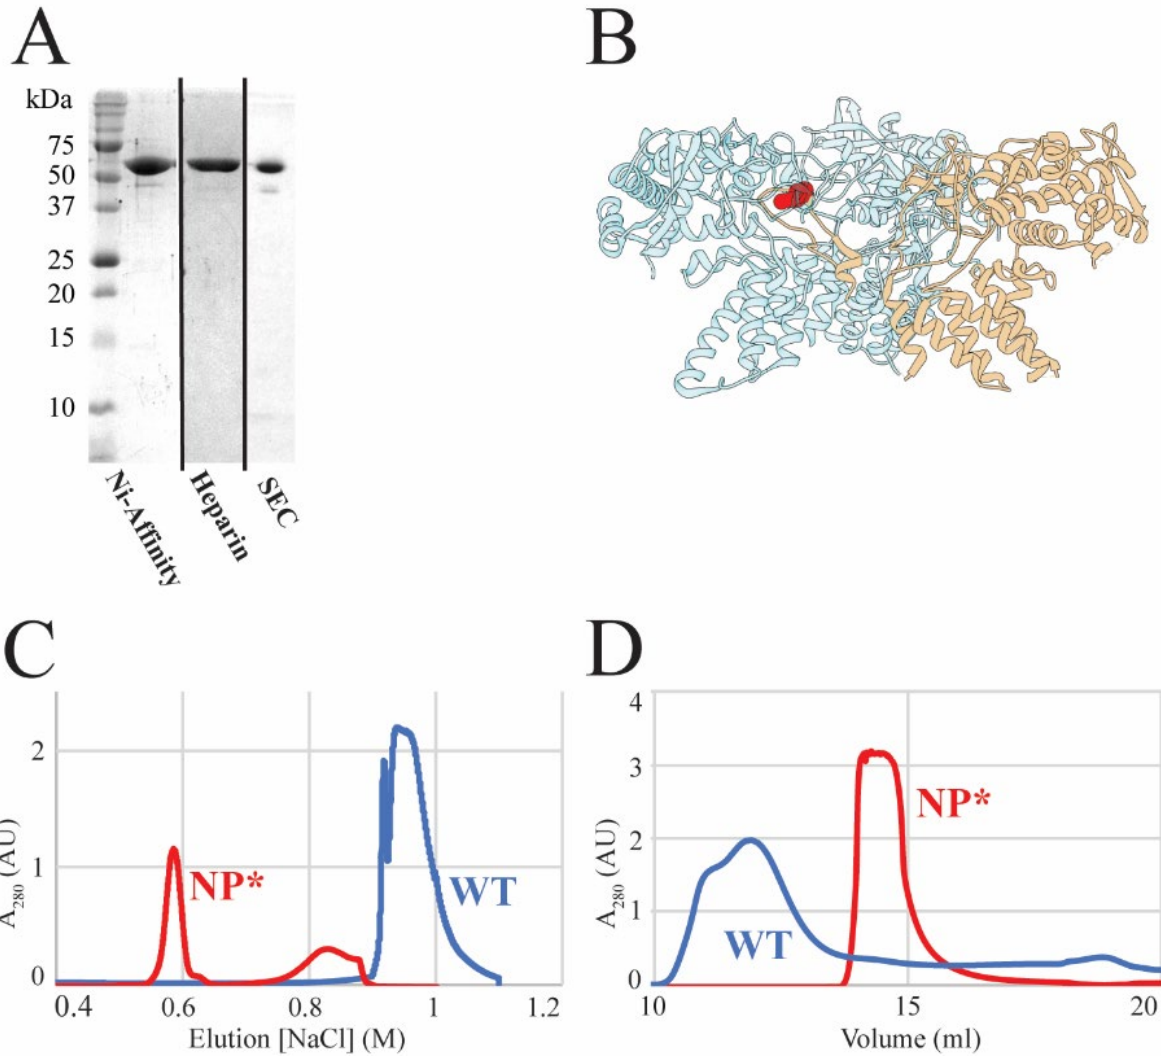 A
kDa
75
50
37
25
20
15
10
Ni-Affinity
Heparin
SEC
B
C
2
1
0
A280 (AU)
NP*
WT
0.4 0.6 0.8 1 1.2
Elution [NaCl] (M)
D
4
3
2
1
0
A280 (AU)
NP*
WT
10 15 20
Volume (ml)